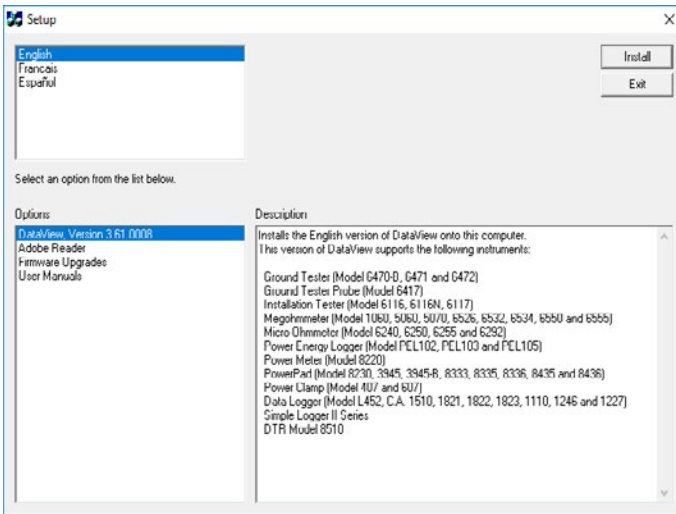 Setup
English
Francais
Español
Install
Exit
Select an option from the list below.
Options
DataView, Version 3.61.0008
Adobe Reader
Firmware Upgrades
User Manuals
Description
Installs the English version of DataView onto this computer.
This version of DataView supports the following instruments:
Ground Tester (Model 6470-B, 6471 and 6472)
Ground Tester Probe (Model 6417)
Installation Tester (Model 6116, 6116N, 6117)
Megohmmeter (Model 1060, 5060, 5070, 6526, 6532, 6534, 6550 and 6555)
Micro Ohmmeter (Model 6240, 6250, 6255 and 6292)
Power Energy Logger (Model PEL102, PEL103 and PEL105)
Power Meter (Model 8220)
PowerPad (Model 8230, 3945, 3945-B, 8333, 8335, 8336, 8435 and 8436)
Power Clamp (Model 407 and 607)
Data Logger (Model L452, C.A. 1510, 1821, 1822, 1823, 1110, 1246 and 1227)
Simple Logger II Series
DTR Model 8510